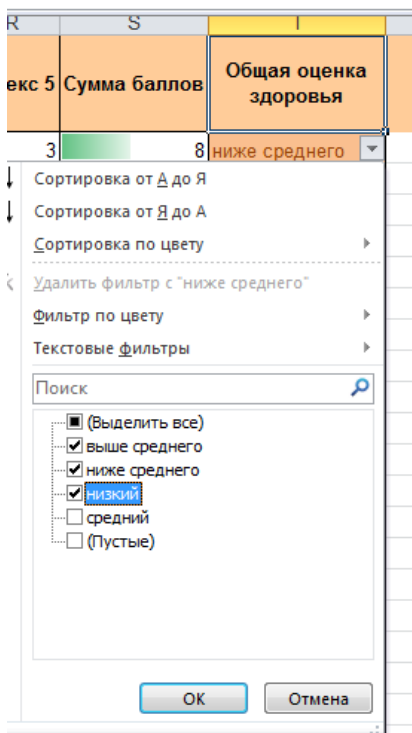 R S T
екс 5 Сумма баллов Общая оценка
здоровья
3 8 ниже среднего
Сортировка от А до Я
Сортировка от Я до А
Сортировка по цвету
Удалить фильтр с "ниже среднего"
Фильтр по цвету
Текстовые фильтры
Поиск
(Выделить все)
выше среднего
ниже среднего
низкий
средний
(Пустые)
ОК Отмена